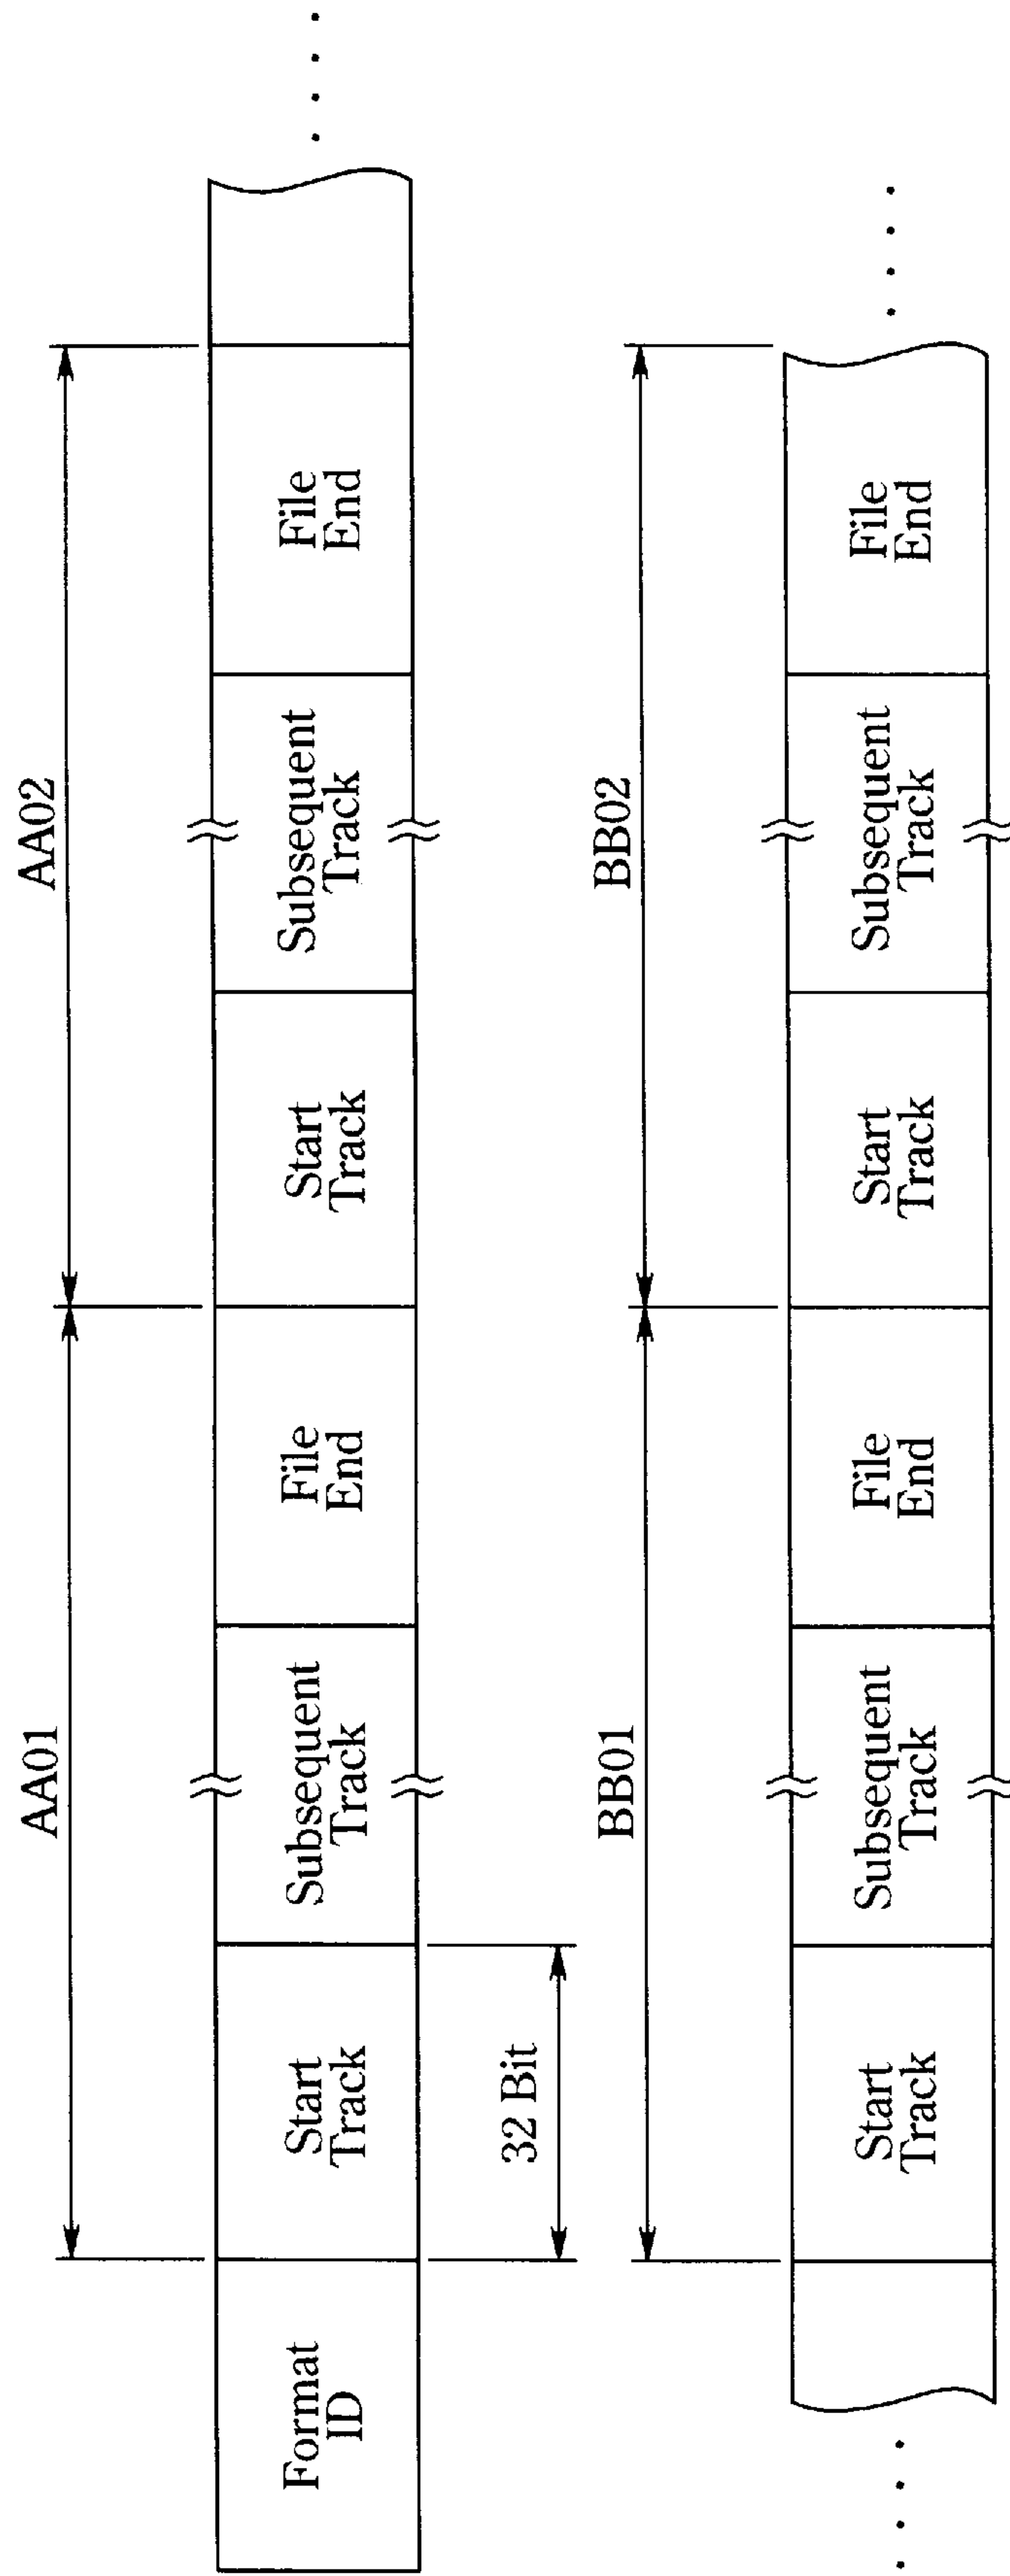 AA01
AA02
Format
ID
Start
Track
Subsequent
Track
File
End
Start
Track
Subsequent
Track
File
End
32 Bit
BB01
BB02
Start
Track
Subsequent
Track
File
End
Start
Track
Subsequent
Track
File
End